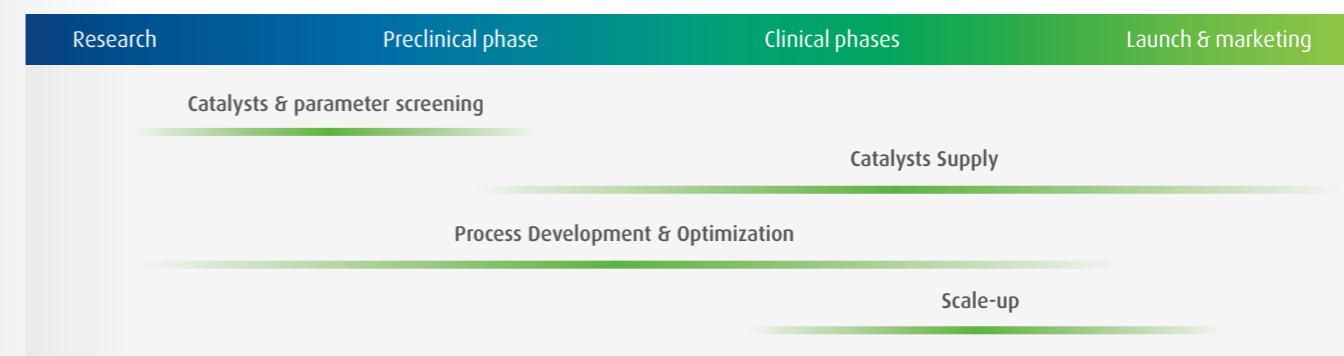 Research Preclinical phase Clinical phases Launch & marketing
Catalysts & parameter screening
Catalysts Supply
Process Development & Optimization
Scale-up